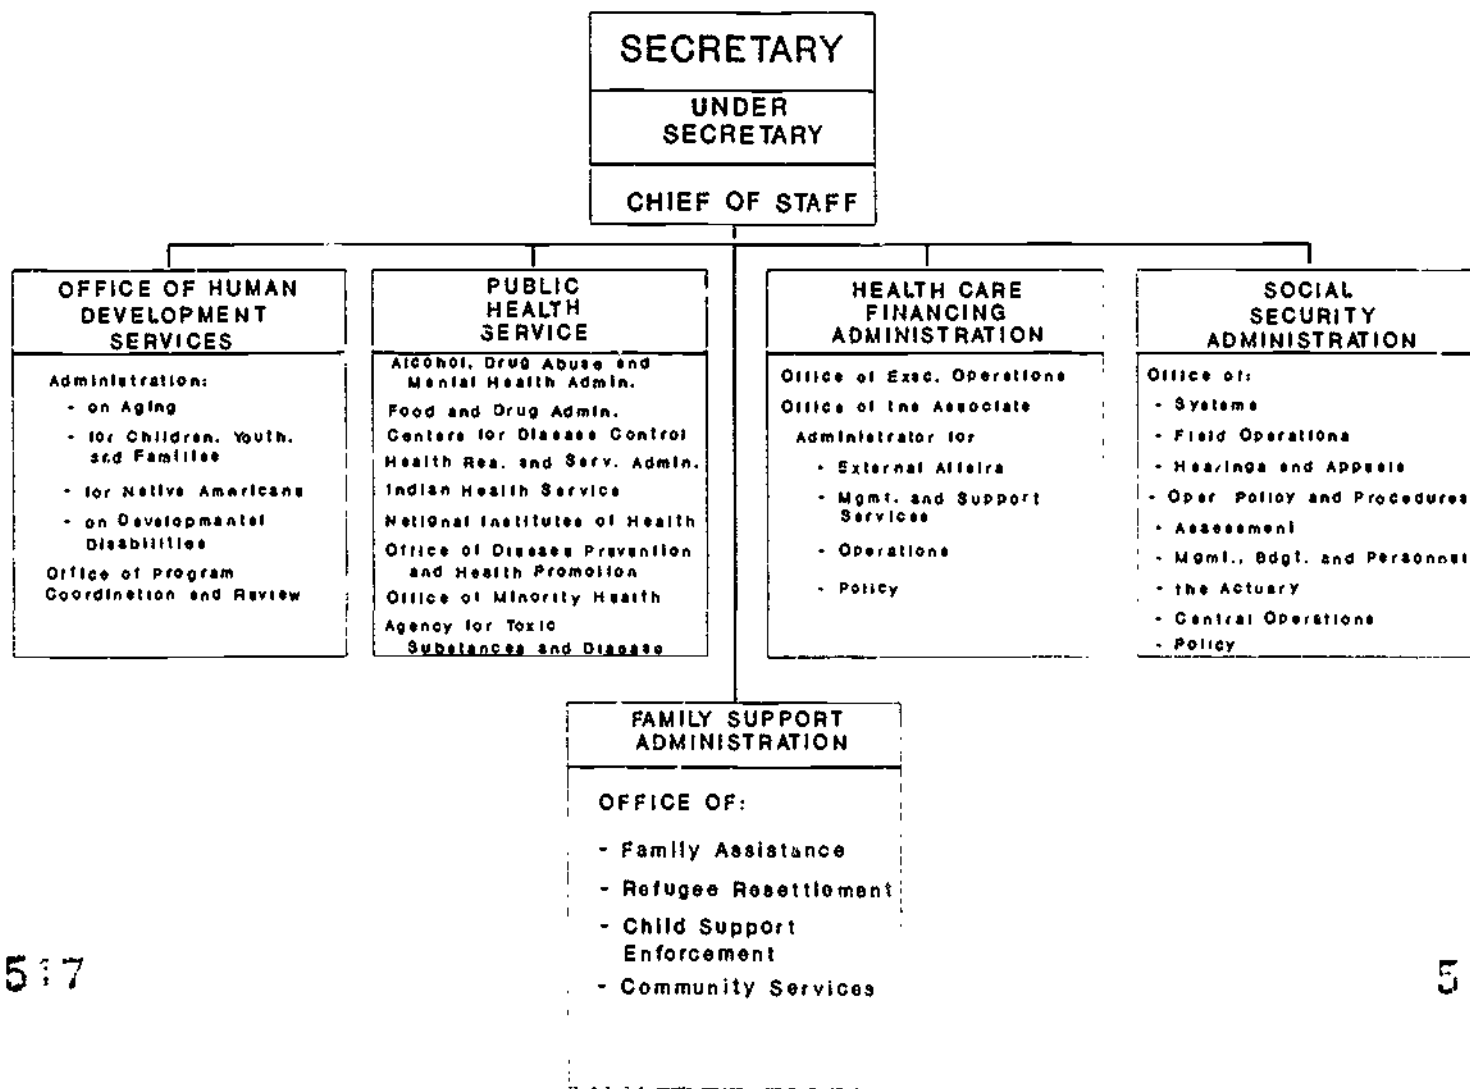 SECRETARY
UNDER
SECRETARY
CHIEF OF STAFF
OFFICE OF HUMAN
DEVELOPMENT
SERVICES
Administration:
- on Aging
- for Children, Youth,
and Families
- for Native Americans
- on Developmental
Disabilities
Office of Program
Coordination and Review
PUBLIC
HEALTH
SERVICE
Alcohol, Drug Abuse and
Mental Health Admin.
Food and Drug Admin.
Centers for Disease Control
Health Res. and Serv. Admin.
Indian Health Service
National Institutes of Health
Office of Disease Prevention
and Health Promotion
Office of Minority Health
Agency for Toxic
Substances and Disease
HEALTH CARE
FINANCING
ADMINISTRATION
Office of Exec. Operations
Office of the Associate
Administrator for
- External Affairs
- Mgmt. and Support
Services
- Operations
- Policy
SOCIAL
SECURITY
ADMINISTRATION
Office of:
- Systems
- Field Operations
- Hearings and Appeals
- Oper Policy and Procedures
- Assessment
- Mgmt., Bdgt. and Personnel
- the Actuary
- Central Operations
- Policy
FAMILY SUPPORT
ADMINISTRATION
OFFICE OF:
- Family Assistance
- Refugee Resettlement
- Child Support
Enforcement
- Community Services
517
5